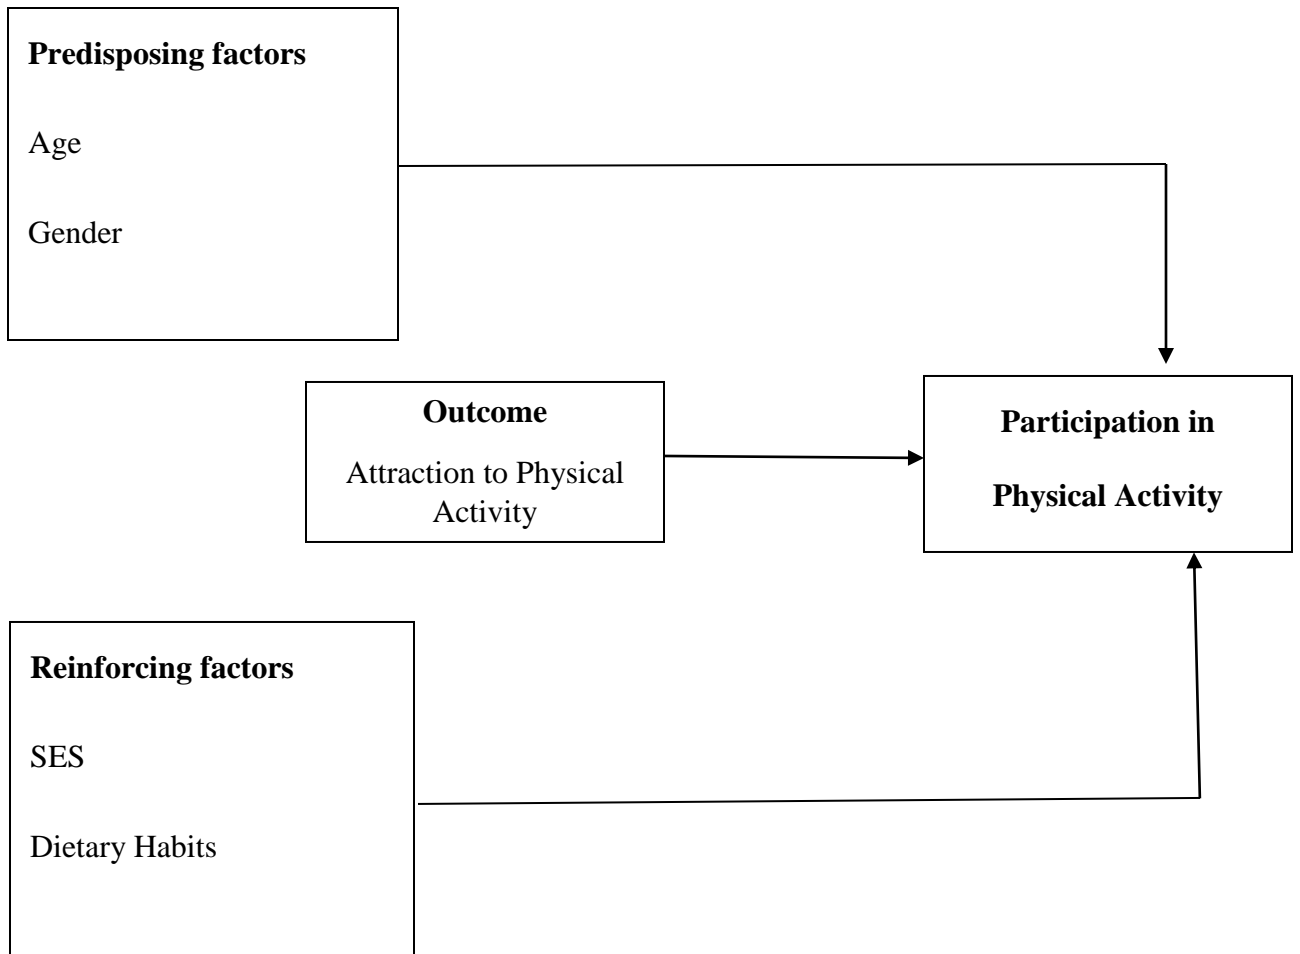 Predisposing factors
Age
Gender
Outcome
Attraction to Physical
Activity
Participation in
Physical Activity
Reinforcing factors
SES
Dietary Habits